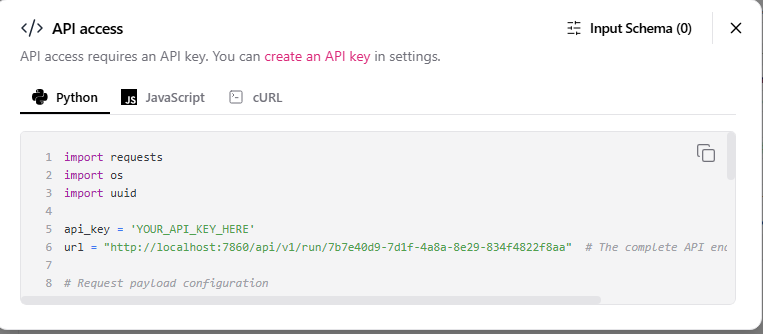 </> API access
Input Schema (0)
API access requires an API key. You can create an API key in settings.
Python JS JavaScript cURL
1 import requests
2 import os
3 import uuid
4
5 api_key = 'YOUR_API_KEY_HERE'
6 url = "http://localhost:7860/api/v1/run/7b7e40d9-7d1f-4a8a-8e29-834f4822f8aa"  # The complete API end
7
8 # Request payload configuration